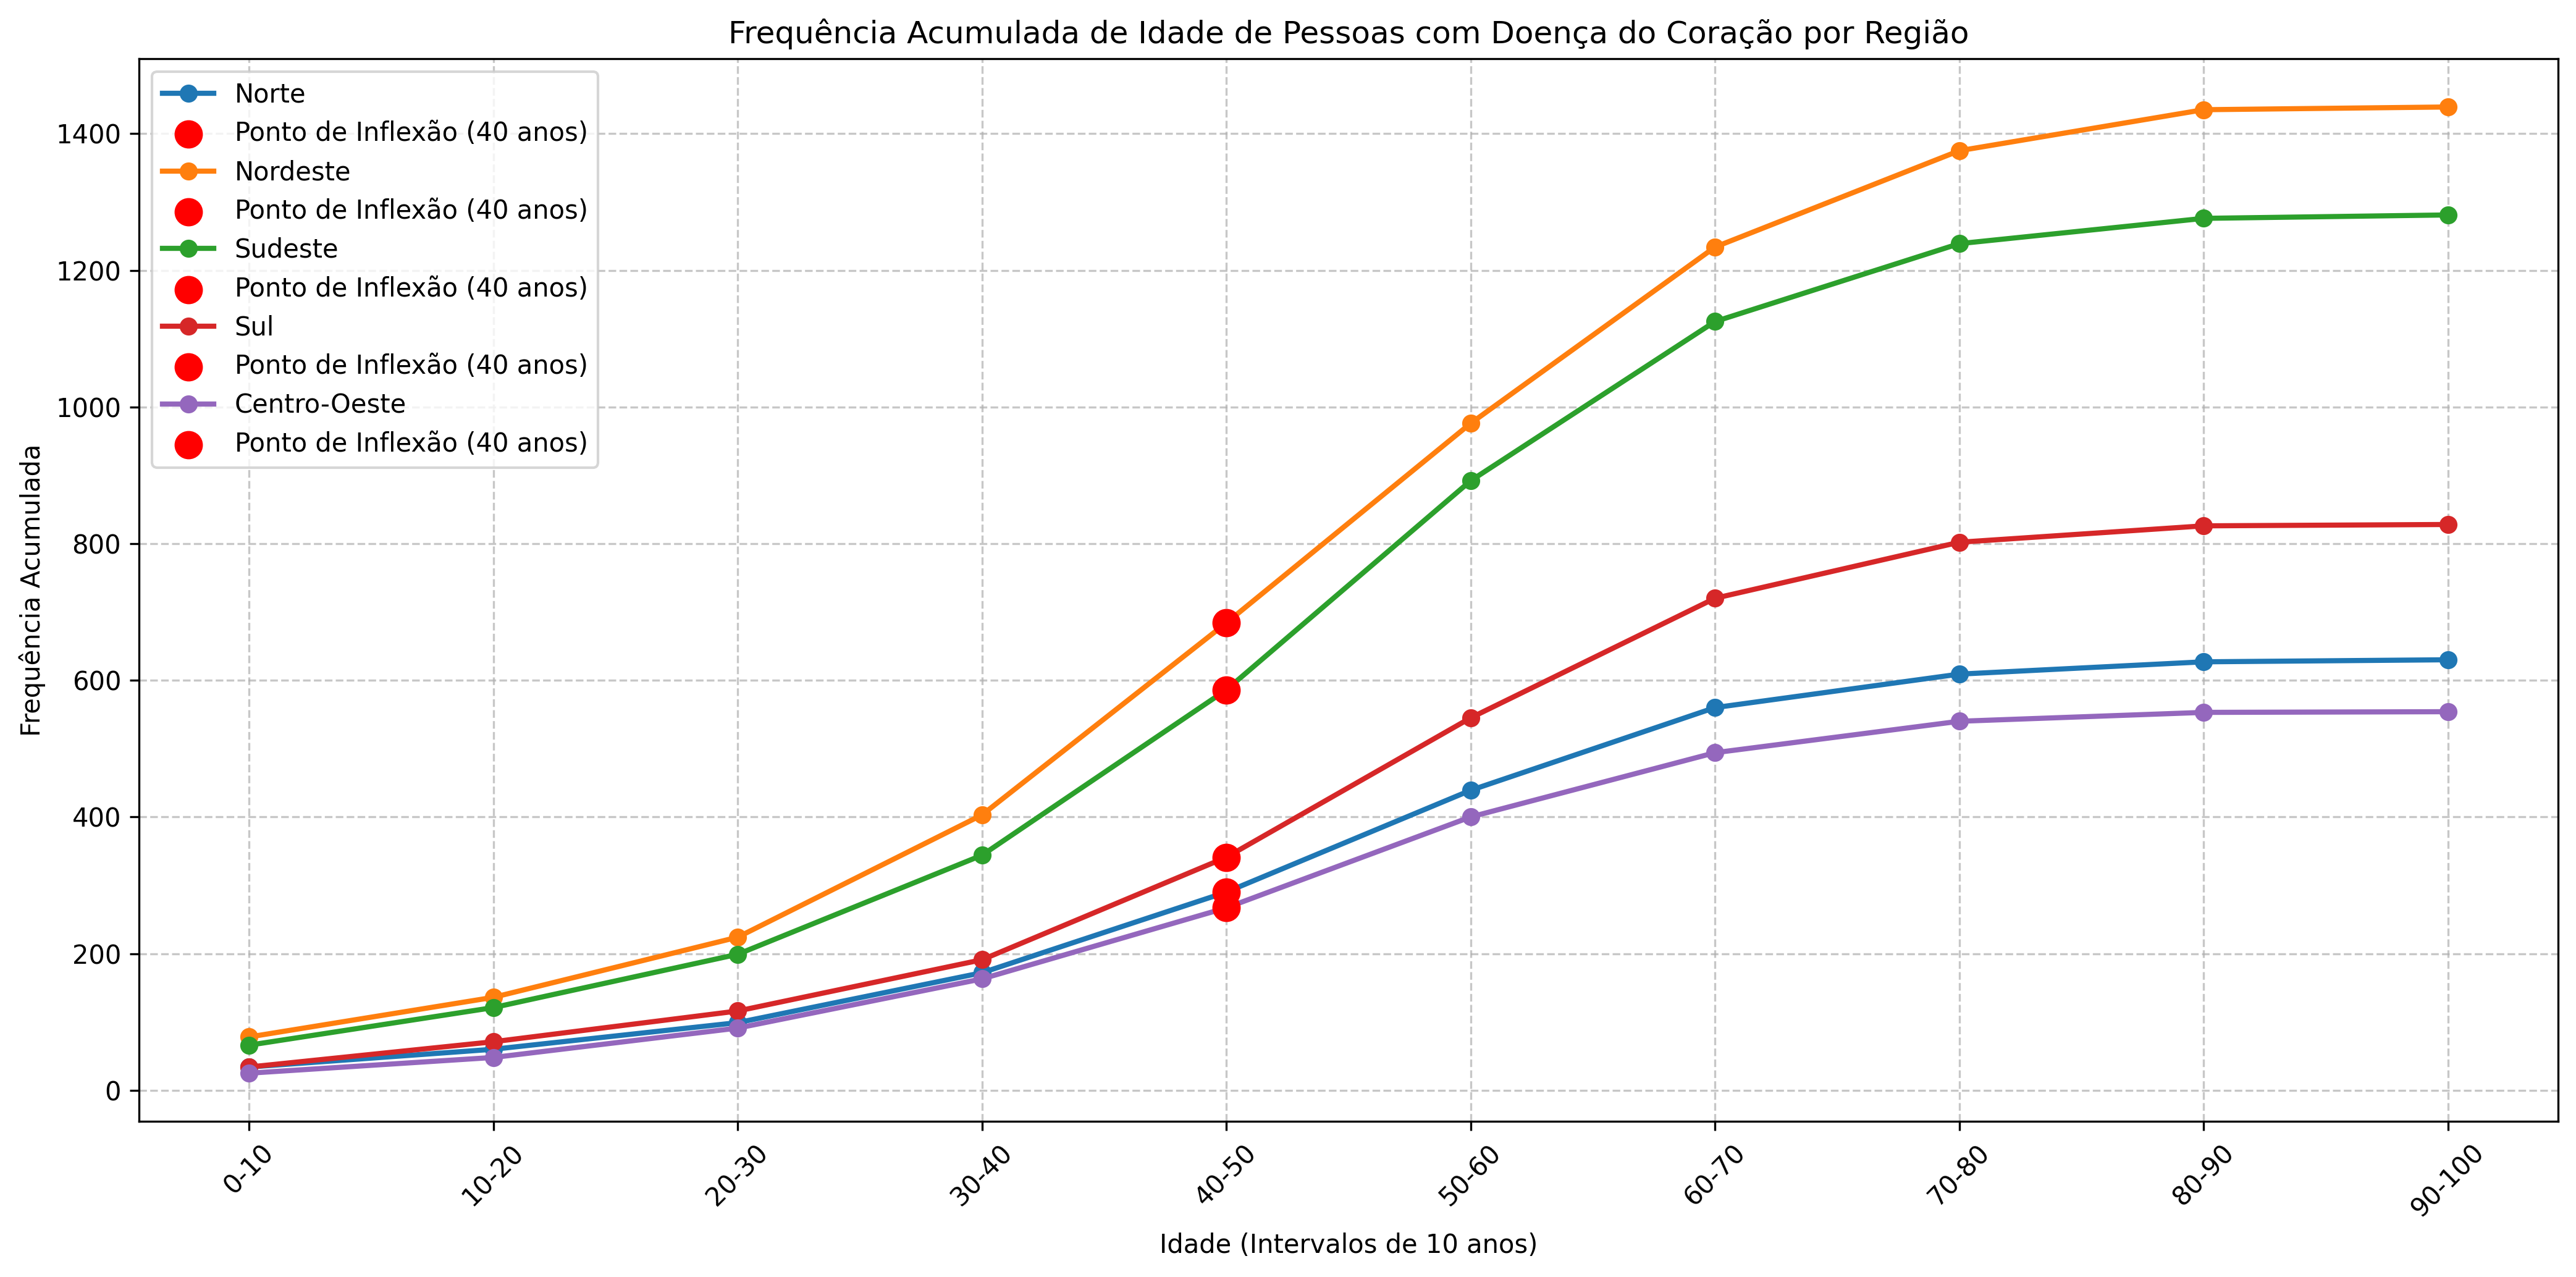 Frequência Acumulada de Idade de Pessoas com Doença do Coração por Região
Norte
Ponto de Inflexão (40 anos)
Nordeste
Ponto de Inflexão (40 anos)
Sudeste
Ponto de Inflexão (40 anos)
Sul
Ponto de Inflexão (40 anos)
Centro-Oeste
Ponto de Inflexão (40 anos)
Frequência Acumulada
1400
1200
1000
800
600
400
200
0
0-10
10-20
20-30
30-40
40-50
50-60
60-70
70-80
80-90
90-100
Idade (Intervalos de 10 anos)